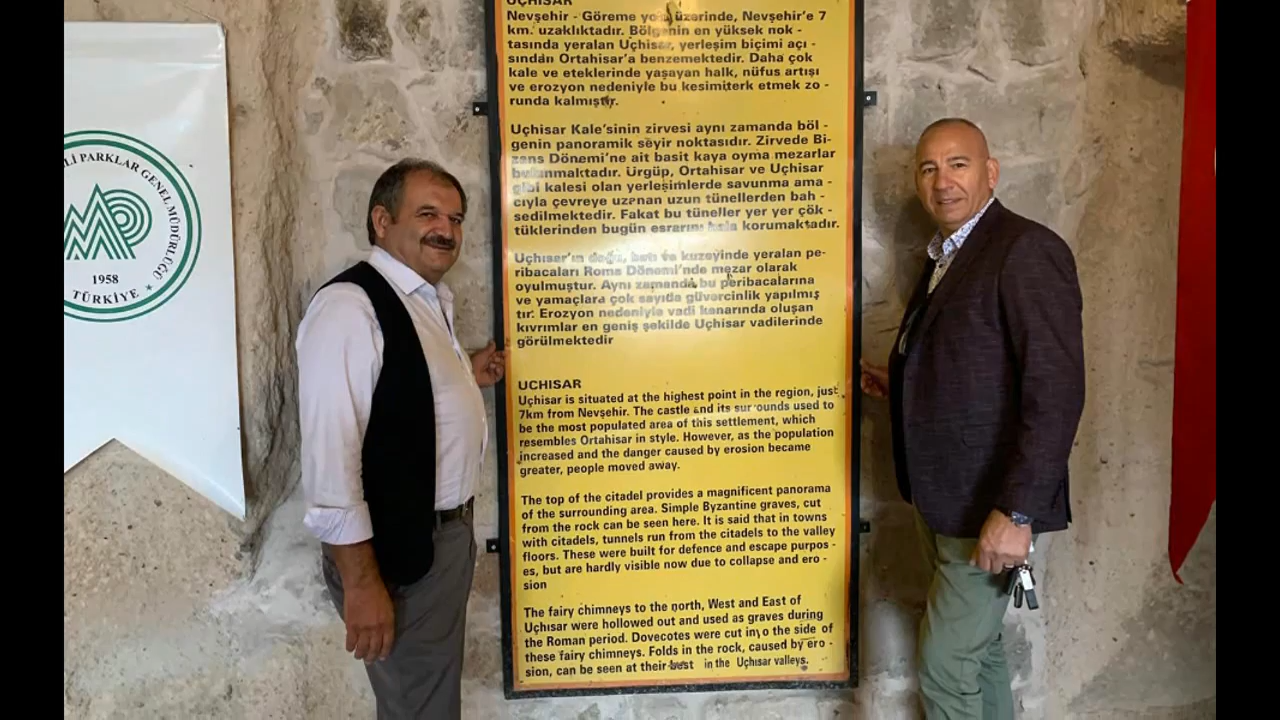 LLİ PARKLAR GENEL MÜDÜRLÜĞÜ
MP
1958
TÜRKİYE
UÇHİSAR
Nevşehir - Göreme yolu üzerinde, Nevşehir'e 7
km. uzaklıktadır. Bölgenin en yüksek nok -
tasında yeralan Uçhisar, yerleşim biçimi açı -
sından Ortahisar'a benzemektedir. Daha çok
kale ve eteklerinde yaşayan halk, nüfus artışı
ve erozyon nedeniyle bu kesimi terk etmek zo -
runda kalmıştır.
Uçhisar Kale'sinin zirvesi aynı zamanda böl -
genin panoramik seyir noktasıdır. Zirvede Bi-
zans Dönemi'ne ait basit kaya oyma mezarlar
bulunmaktadır. Ürgüp, Ortahisar ve Uçhisar
gibi kalesi olan yerleşimlerde savunma ama -
cıyla çevreye uzanan uzun tünellerden bah -
sedilmektedir. Fakat bu tüneller yer yer çök -
tüklerinden bugün esrarını hala korumaktadır.
Uçhısar'ın doğu, batı ve kuzeyinde yeralan pe-
ribacaları Roma Dönemi'nde mezar olarak
oyulmuştur. Aynı zamanda bu peribacalarına
ve yamaçlara çok sayıda güvercinlik yapılmış
tır. Erozyon nedeniyle vadi kenarında oluşan
kıvrımlar en geniş şekilde Uçhisar vadilerinde
görülmektedir
UCHISAR
Uçhisar is situated at the highest point in the region, just
7km from Nevşehir. The castle and its surrounds used to
be the most populated area of this settlement, which
resembles Ortahisar in style. However, as the population
increased and the danger caused by erosion became
greater, people moved away.
The top of the citadel provides a magnificent panorama
of the surrounding area. Simple Byzantine graves, cut
from the rock can be seen here. It is said that in towns
with citadels, tunnels run from the citadels to the valley
floors. These were built for defence and escape purpos -
es, but are hardly visible now due to collapse and ero -
sion
The fairy chimneys to the north, West and East of
Uçhısar were hollowed out and used as graves during
the Roman period. Dovecotes were cut into the side of
these fairy chimneys. Folds in the rock, caused by ero -
sion, can be seen at their best in the Uçhısar valleys.